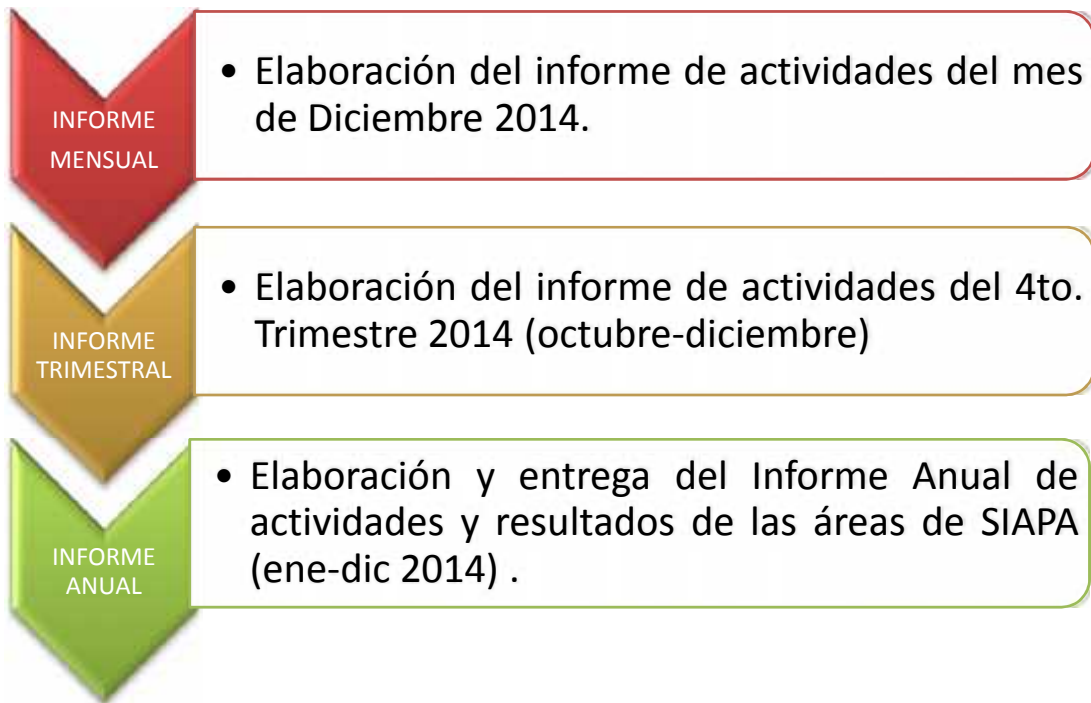 INFORME
MENSUAL
• Elaboración del informe de actividades del mes
de Diciembre 2014.
INFORME
TRIMESTRAL
• Elaboración del informe de actividades del 4to.
Trimestre 2014 (octubre-diciembre)
INFORME
ANUAL
• Elaboración y entrega del Informe Anual de
actividades y resultados de las áreas de SIAPA
(ene-dic 2014) .